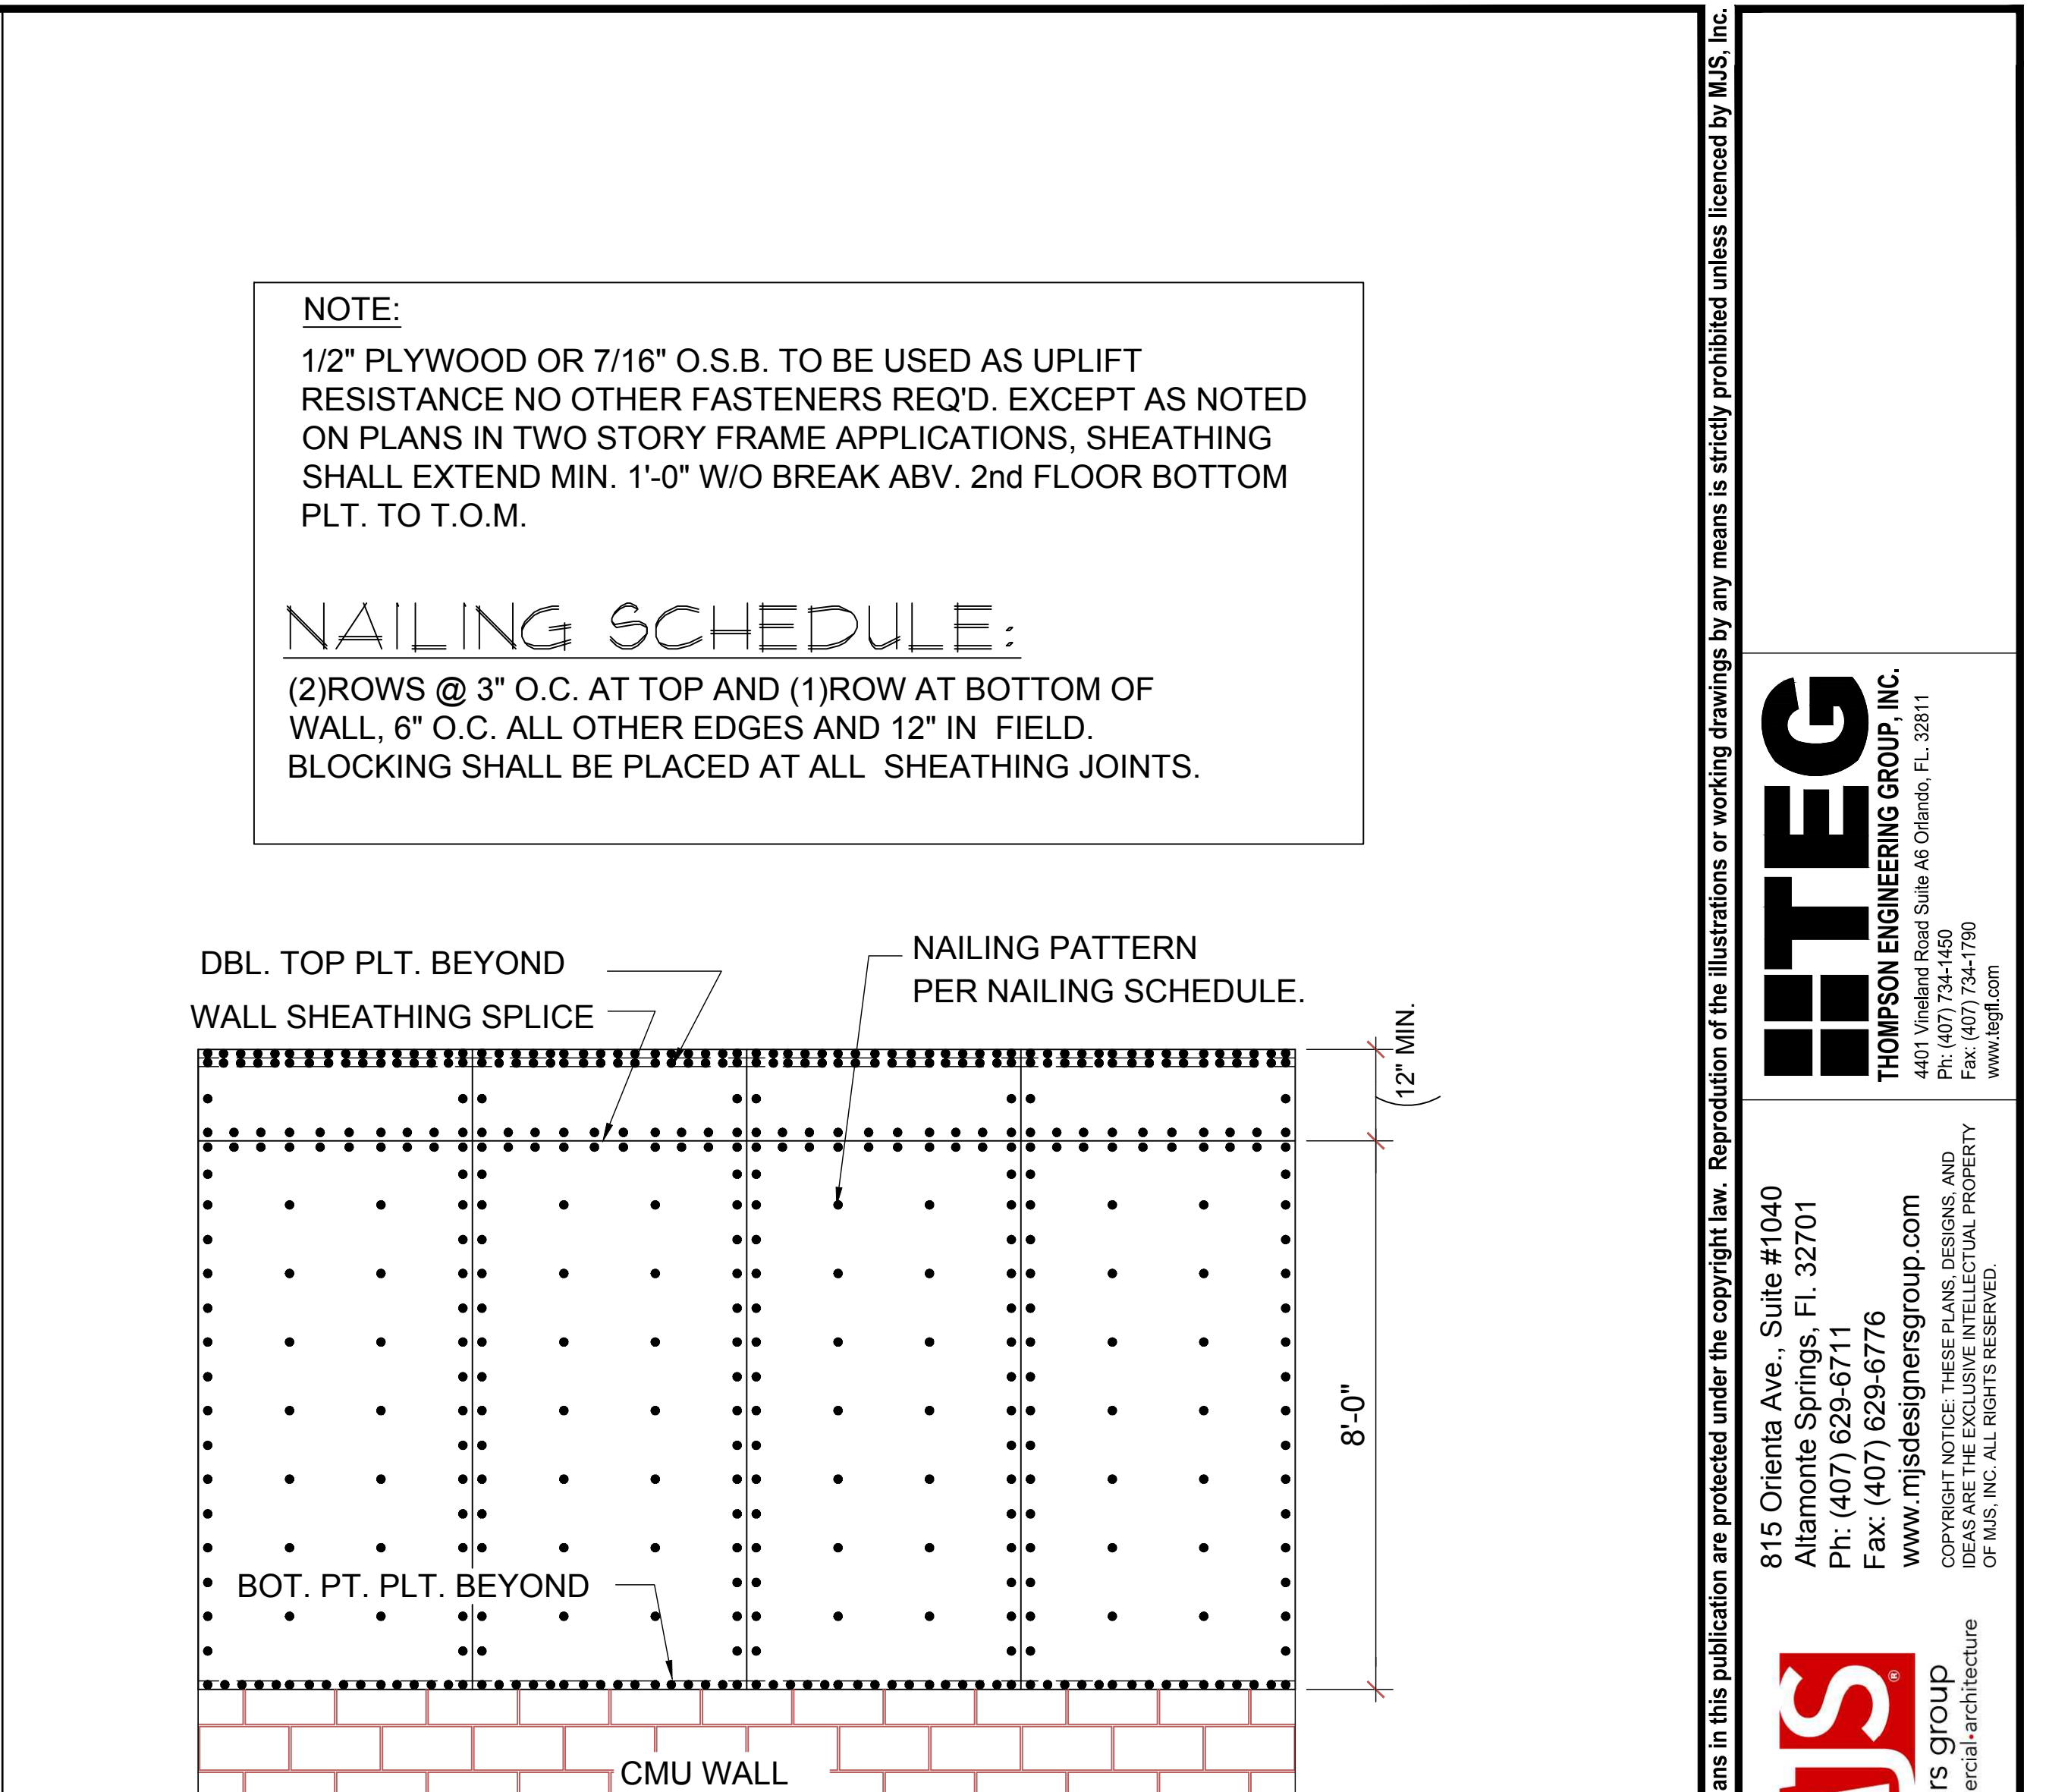 NOTE:
1/2" PLYWOOD OR 7/16" O.S.B. TO BE USED AS UPLIFT
RESISTANCE NO OTHER FASTENERS REQ'D. EXCEPT AS NOTED
ON PLANS IN TWO STORY FRAME APPLICATIONS, SHEATHING
SHALL EXTEND MIN. 1'-0" W/O BREAK ABV. 2nd FLOOR BOTTOM
PLT. TO T.O.M.
NAILING SCHEDULE:
(2)ROWS @ 3" O.C. AT TOP AND (1)ROW AT BOTTOM OF
WALL, 6" O.C. ALL OTHER EDGES AND 12" IN FIELD.
BLOCKING SHALL BE PLACED AT ALL SHEATHING JOINTS.
DBL. TOP PLT. BEYOND
WALL SHEATHING SPLICE
NAILING PATTERN
PER NAILING SCHEDULE.
12" MIN.
8'-0"
BOT. PT. PLT. BEYOND
CMU WALL
ans in this publication are protected under the copyright law. Reprodution of the illustrations or working drawings by any means is strictly prohibited unless licenced by MJS, Inc.
TEG
THOMPSON ENGINEERING GROUP, INC.
4401 Vineland Road Suite A6 Orlando, FL. 32811
Ph: (407) 734-1450
Fax: (407) 734-1790
www.tegfl.com
815 Orienta Ave., Suite #1040
Altamonte Springs, Fl. 32701
Ph: (407) 629-6711
Fax: (407) 629-6776
www.mjsdesignersgroup.com
COPYRIGHT NOTICE: THESE PLANS, DESIGNS, AND
IDEAS ARE THE EXCLUSIVE INTELLECTUAL PROPERTY
OF MJS, INC. ALL RIGHTS RESERVED.
MJS®
rs group
ercial•architecture